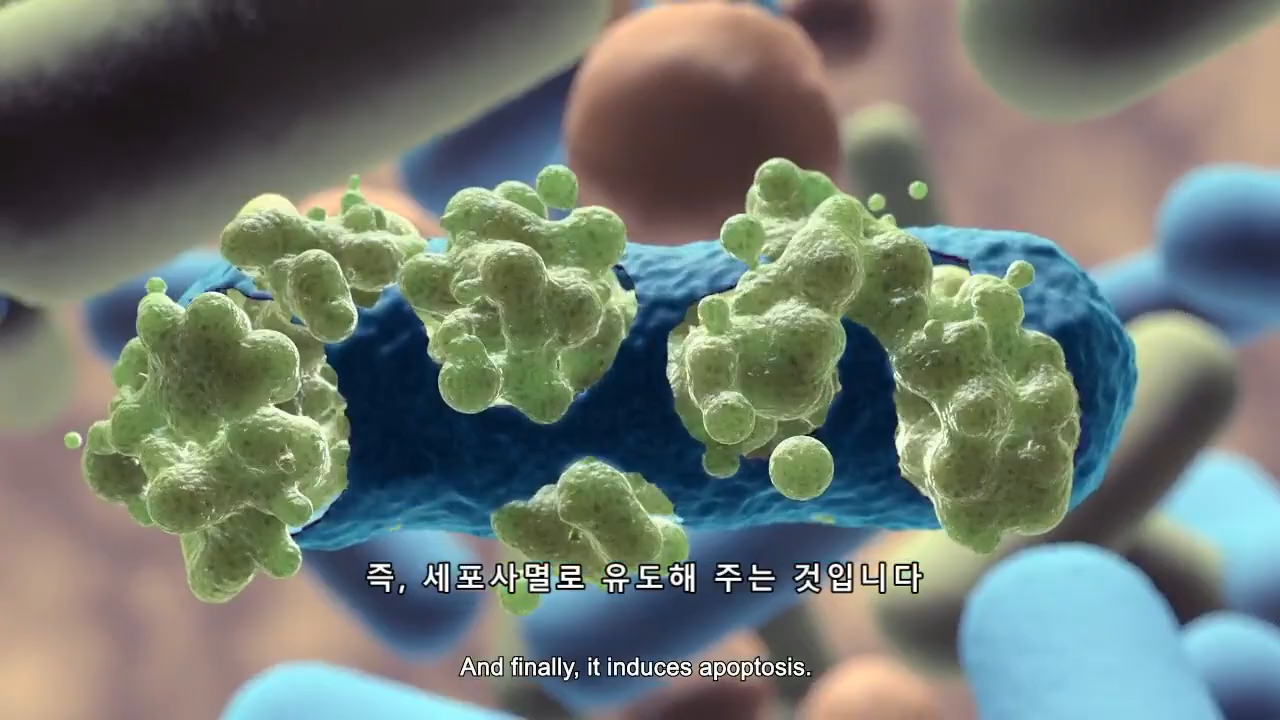 즉, 세포사멸로 유도해 주는 것입니다
And finally, it induces apoptosis.